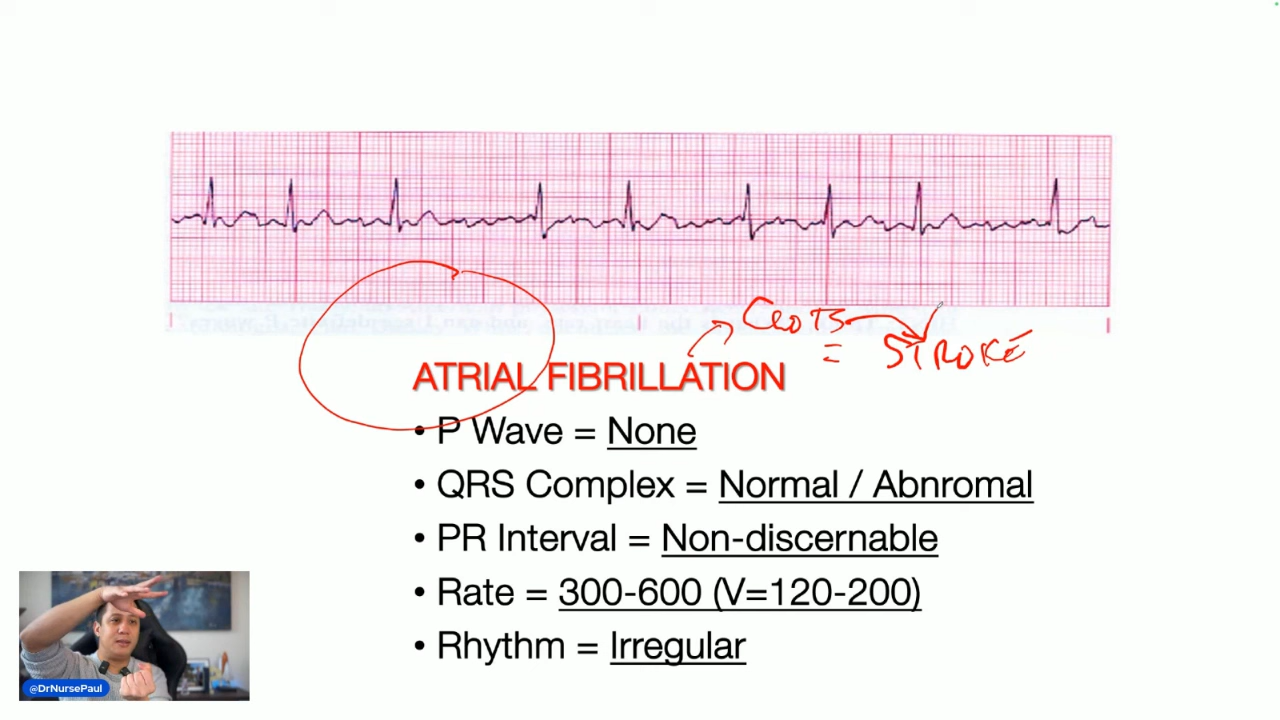 CLOTS
= STROKE
ATRIAL FIBRILLATION
• P Wave = None
• QRS Complex = Normal / Abnromal
• PR Interval = Non-discernable
• Rate = 300-600 (V=120-200)
• Rhythm = Irregular
@DrNursePaul